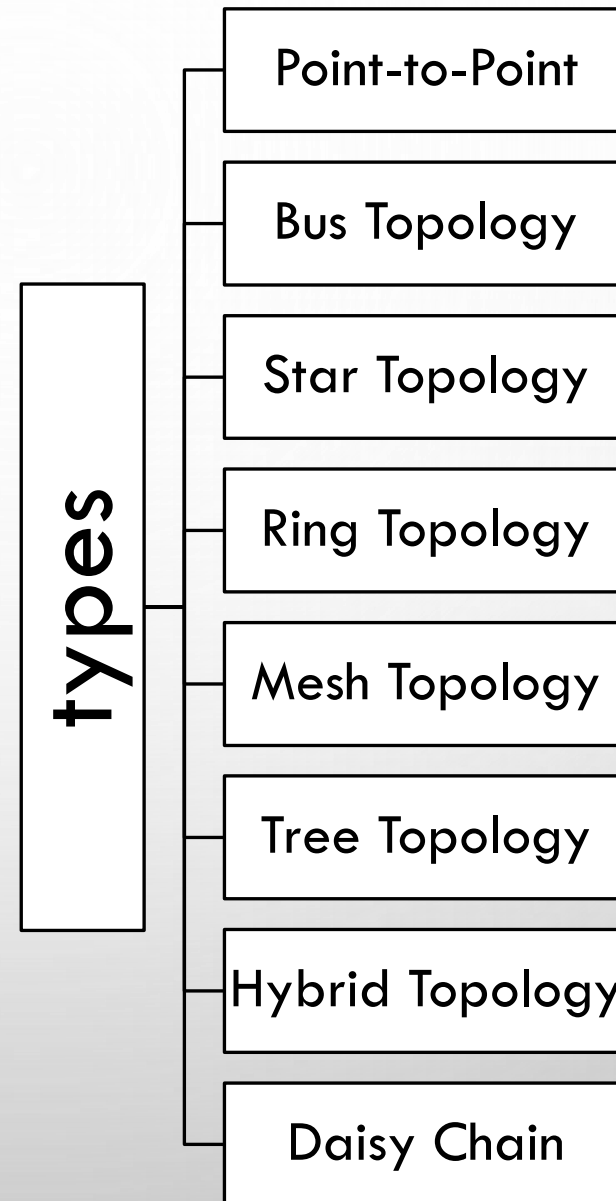 types
Point-to-Point
Bus Topology
Star Topology
Ring Topology
Mesh Topology
Tree Topology
Hybrid Topology
Daisy Chain